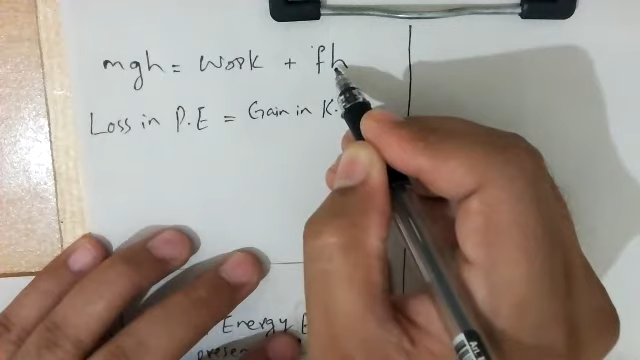 mgh = work + fh
Loss in P.E = Gain in K.
Energy